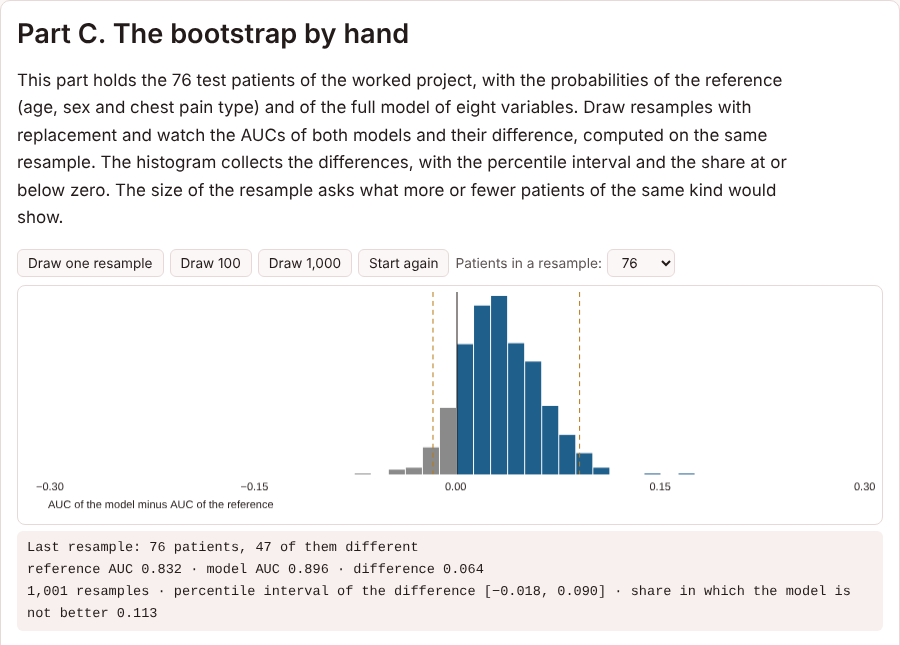 Part C. The bootstrap by hand
This part holds the 76 test patients of the worked project, with the probabilities of the reference
(age, sex and chest pain type) and of the full model of eight variables. Draw resamples with
replacement and watch the AUCs of both models and their difference, computed on the same
resample. The histogram collects the differences, with the percentile interval and the share at or
below zero. The size of the resample asks what more or fewer patients of the same kind would
show.
Draw one resample Draw 100 Draw 1,000 Start again Patients in a resample: 76
−0.30 −0.15 0.00 0.15 0.30
AUC of the model minus AUC of the reference
Last resample: 76 patients, 47 of them different
reference AUC 0.832 · model AUC 0.896 · difference 0.064
1,001 resamples · percentile interval of the difference [−0.018, 0.090] · share in which the model is
not better 0.113